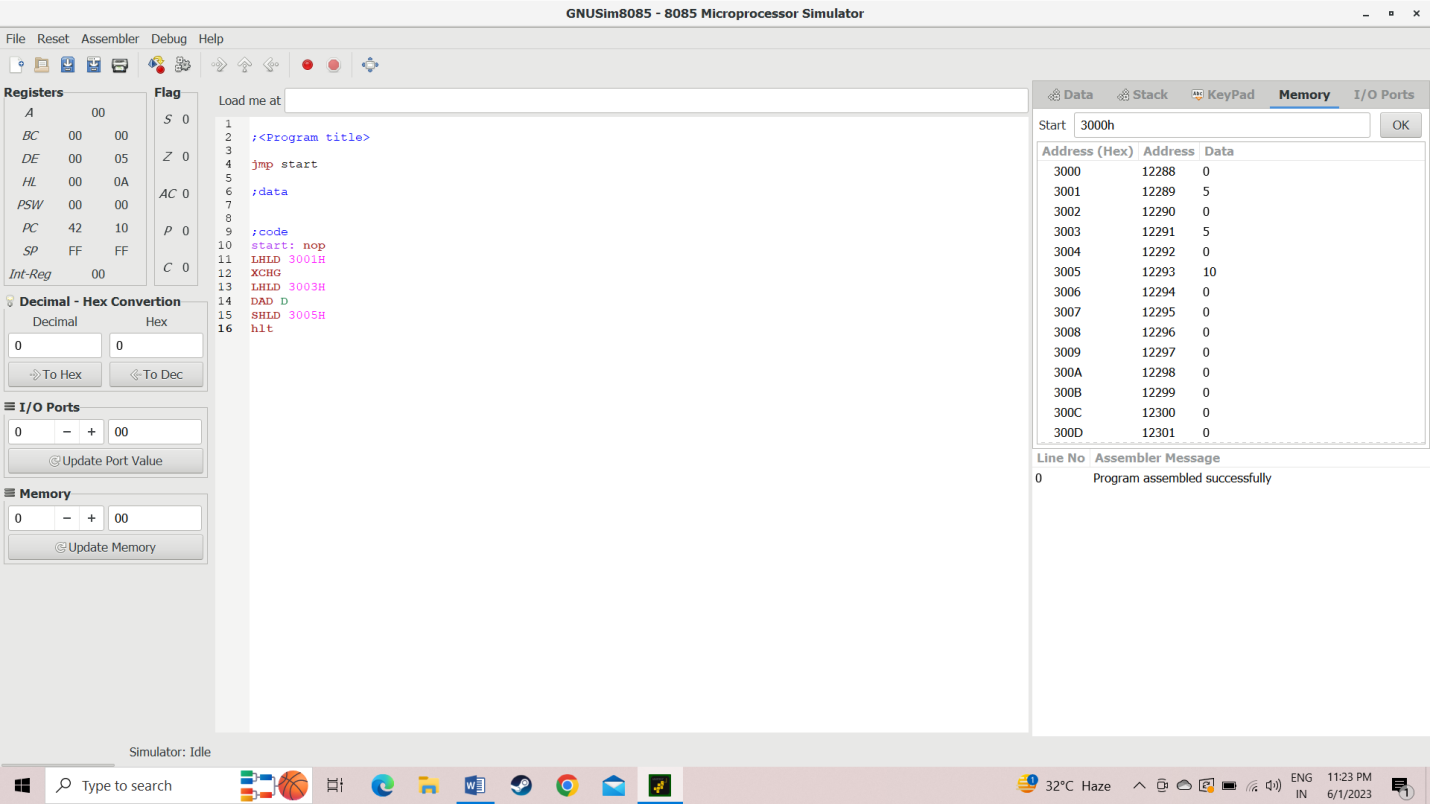 GNUSim8085 - 8085 Microprocessor Simulator
File Reset Assembler Debug Help
Registers
A 00
BC 00 00
DE 00 05
HL 00 0A
PSW 00 00
PC 42 10
SP FF FF
Int-Reg 00
Flag
S 0
Z 0
AC 0
P 0
C 0
Decimal - Hex Convertion
Decimal Hex
0 0
To Hex To Dec
I/O Ports
0 − + 00
Update Port Value
Memory
0 − + 00
Update Memory
Load me at
1
2 ;<Program title>
3
4 jmp start
5
6 ;data
7
8
9 ;code
10 start: nop
11 LHLD 3001H
12 XCHG
13 LHLD 3003H
14 DAD D
15 SHLD 3005H
16 hlt
Data Stack KeyPad Memory I/O Ports
Start 3000h OK
Address (Hex) Address Data
3000 12288 0
3001 12289 5
3002 12290 0
3003 12291 5
3004 12292 0
3005 12293 10
3006 12294 0
3007 12295 0
3008 12296 0
3009 12297 0
300A 12298 0
300B 12299 0
300C 12300 0
300D 12301 0
Line No Assembler Message
0 Program assembled successfully
Simulator: Idle
Type to search
1
32°C Haze
ENG
IN
11:23 PM
6/1/2023
1